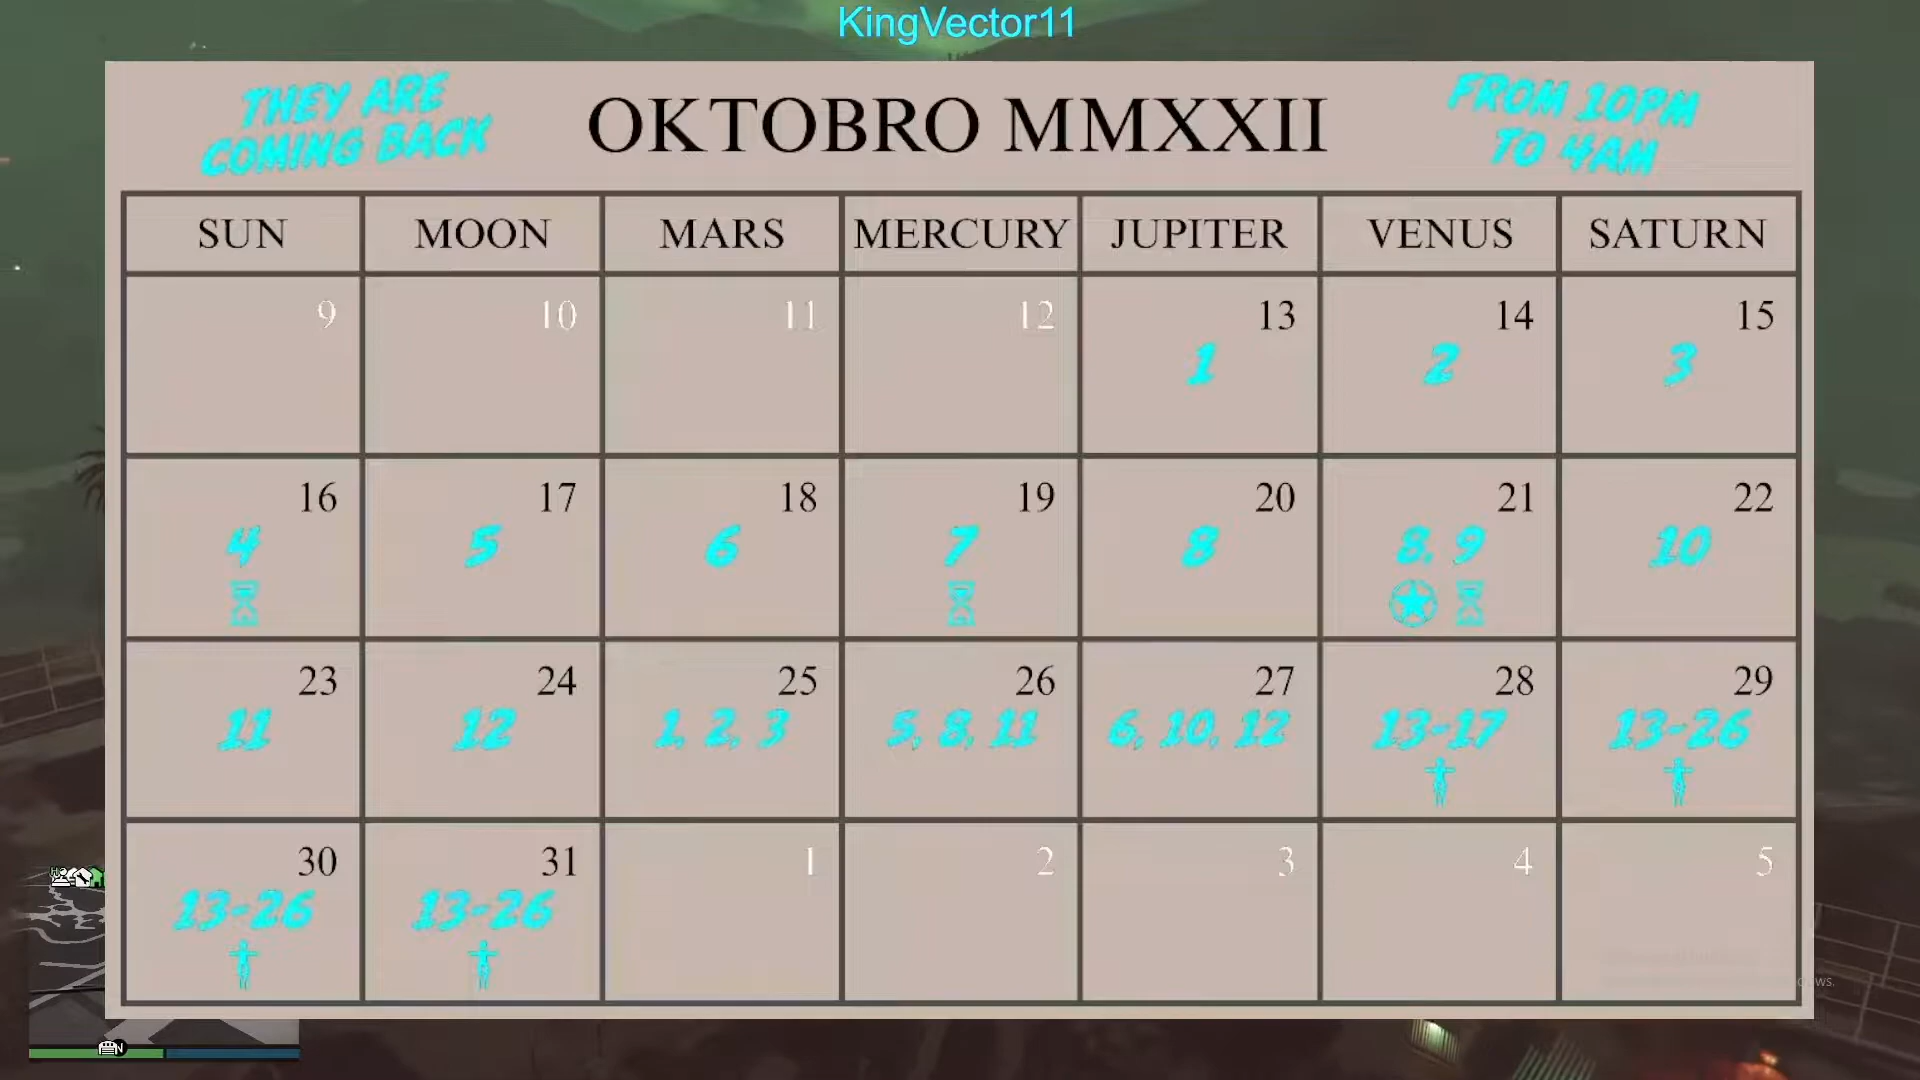 KingVector11
THEY ARE
COMING BACK
OKTOBRO MMXXII
FROM 10PM
TO 4AM
SUN MOON MARS MERCURY JUPITER VENUS SATURN
9 10 11 12 13 14 15
1 2 3
16 17 18 19 20 21 22
4 5 6 7 8 8, 9 10
23 24 25 26 27 28 29
11 12 1, 2, 3 5, 8, 11 6, 10, 12 13-17 13-26
30 31 1 2 3 4 5
13-26 13-26
N